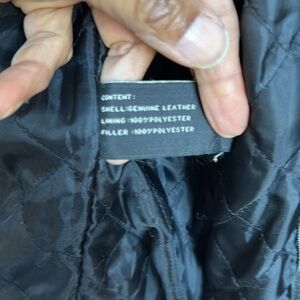 CONTENT:
SHELL:GENUINE LEATHER
LINING:100%POLYESTER
FILLER:100%POLYESTER